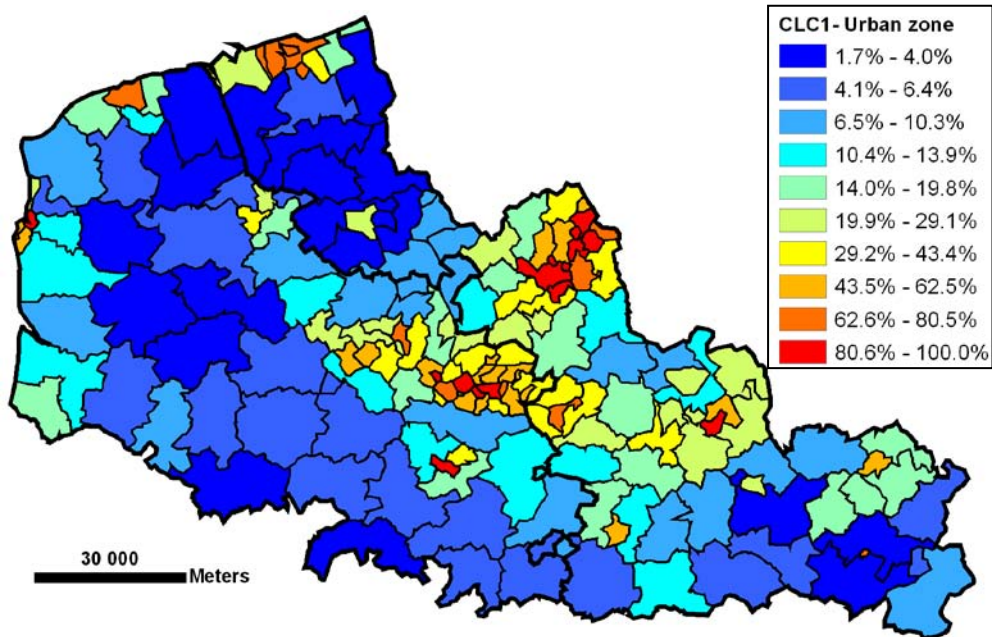 CLC1- Urban zone
1.7% - 4.0%
4.1% - 6.4%
6.5% - 10.3%
10.4% - 13.9%
14.0% - 19.8%
19.9% - 29.1%
29.2% - 43.4%
43.5% - 62.5%
62.6% - 80.5%
80.6% - 100.0%
30 000
Meters